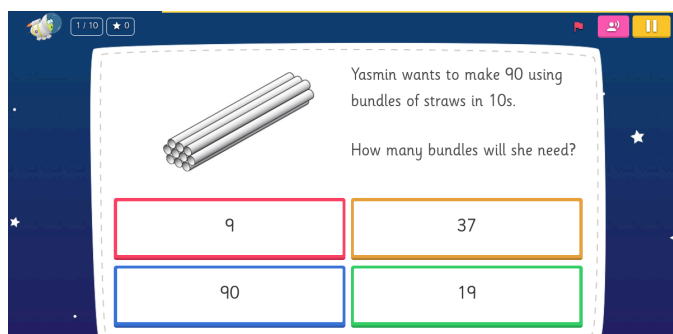 1 / 10 ★ 0
Yasmin wants to make 90 using
bundles of straws in 10s.
How many bundles will she need?
9
37
90
19